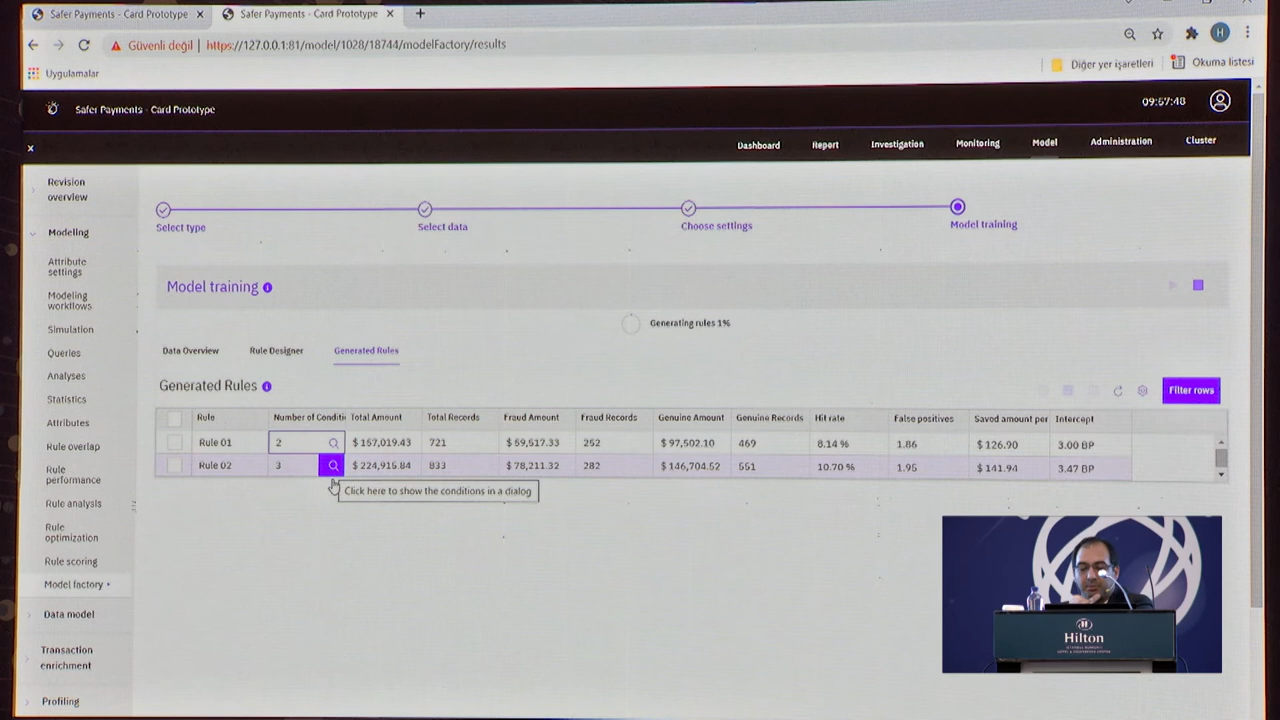 Safer Payments - Card Prototype
Safer Payments - Card Prototype
Güvenli değil
https://127.0.0.1:81/model/1028/18744/modelFactory/results
H
Uygulamalar
Diğer yer işaretleri
Okuma listesi
Safer Payments - Card Prototype
09:57:48
Dashboard
Report
Investigation
Monitoring
Model
Administration
Cluster
Revision
overview
Modeling
Attribute
settings
Modeling
workflows
Simulation
Queries
Analyses
Statistics
Attributes
Rule overlap
Rule
performance
Rule analysis
Rule
optimization
Rule scoring
Model factory
Data model
Transaction
enrichment
Profiling
Select type
Select data
Choose settings
Model training
Model training
Generating rules 1%
Data Overview
Rule Designer
Generated Rules
Generated Rules
Filter rows
Rule Number of Conditi Total Amount Total Records Fraud Amount Fraud Records Genuine Amount Genuine Records Hit rate False positives Saved amount per Intercept
Rule 01 2 $ 167,019.43 721 $ 69,517.33 252 $ 97,502.10 469 8.14 % 1.86 $ 126.90 3.00 BP
Rule 02 3 $ 224,915.84 833 $ 78,211.32 282 $ 146,704.52 551 10.70 % 1.95 $ 141.94 3.47 BP
Click here to show the conditions in a dialog
Hilton